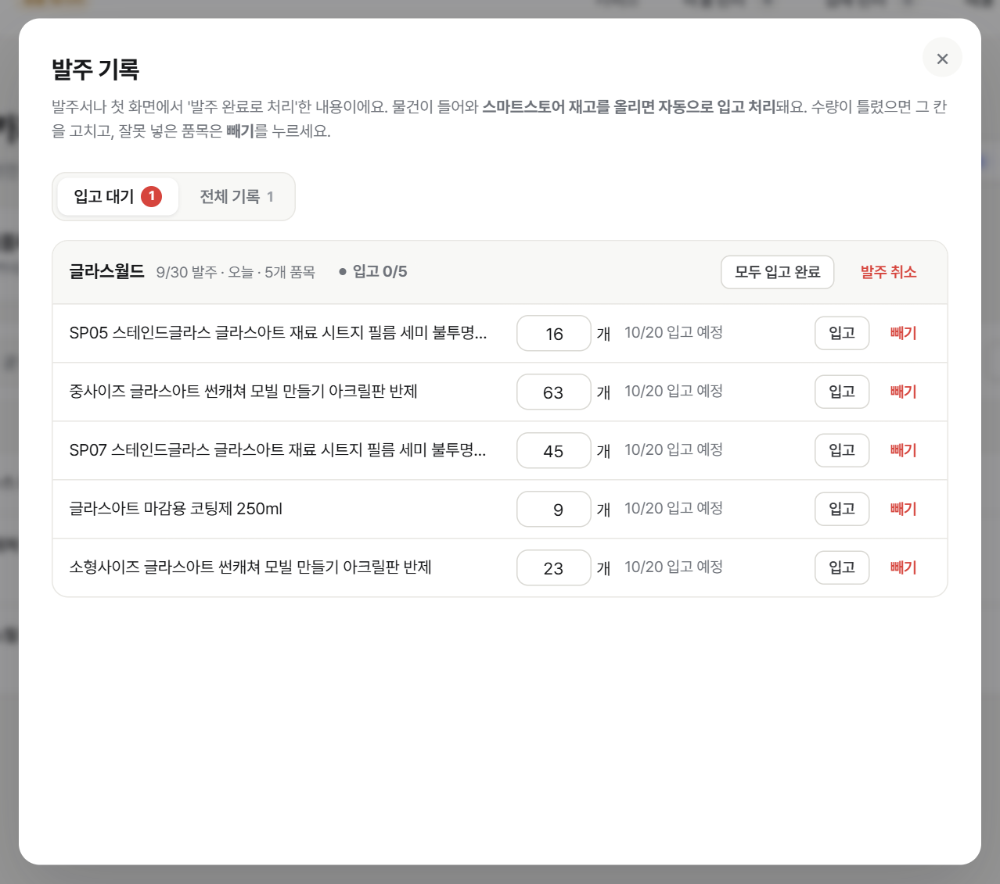 발주 기록
발주서나 첫 화면에서 '발주 완료로 처리'한 내용이에요. 물건이 들어와 스마트스토어 재고를 올리면 자동으로 입고 처리돼요. 수량이 틀렸으면 그 칸
을 고치고, 잘못 넣은 품목은 빼기를 누르세요.
입고 대기 1 전체 기록 1
글라스월드 9/30 발주 · 오늘 · 5개 품목 • 입고 0/5 모두 입고 완료 발주 취소
SP05 스테인드글라스 글라스아트 재료 시트지 필름 세미 불투명... 16 개 10/20 입고 예정 입고 빼기
중사이즈 글라스아트 썬캐쳐 모빌 만들기 아크릴판 반제 63 개 10/20 입고 예정 입고 빼기
SP07 스테인드글라스 글라스아트 재료 시트지 필름 세미 불투명... 45 개 10/20 입고 예정 입고 빼기
글라스아트 마감용 코팅제 250ml 9 개 10/20 입고 예정 입고 빼기
소형사이즈 글라스아트 썬캐쳐 모빌 만들기 아크릴판 반제 23 개 10/20 입고 예정 입고 빼기